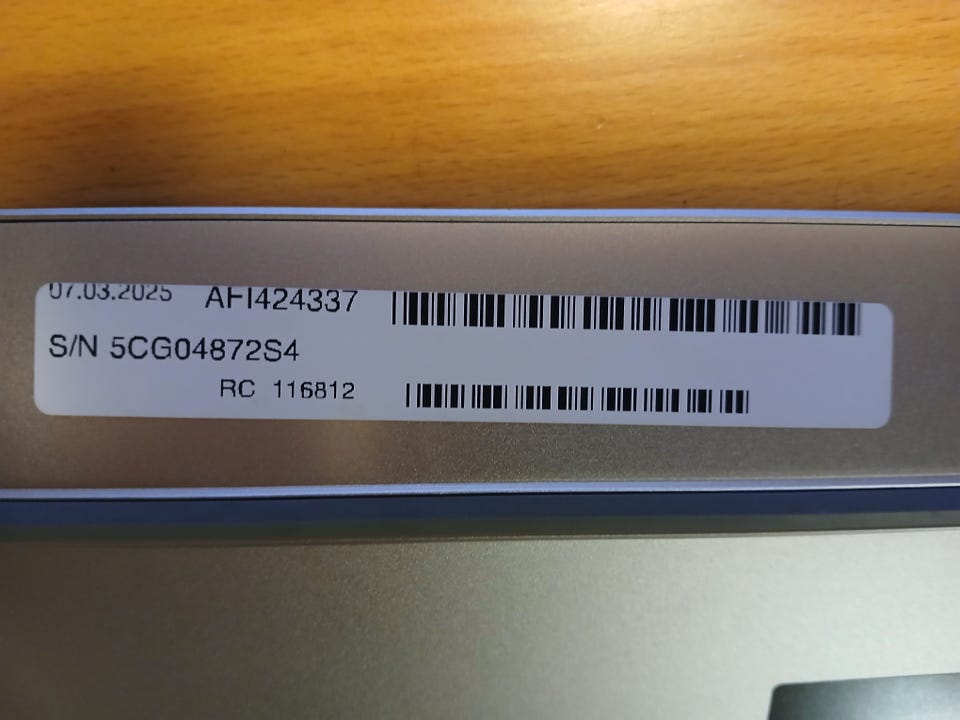 07.03.2025 AFI424337
S/N 5CG04872S4
RC 116812